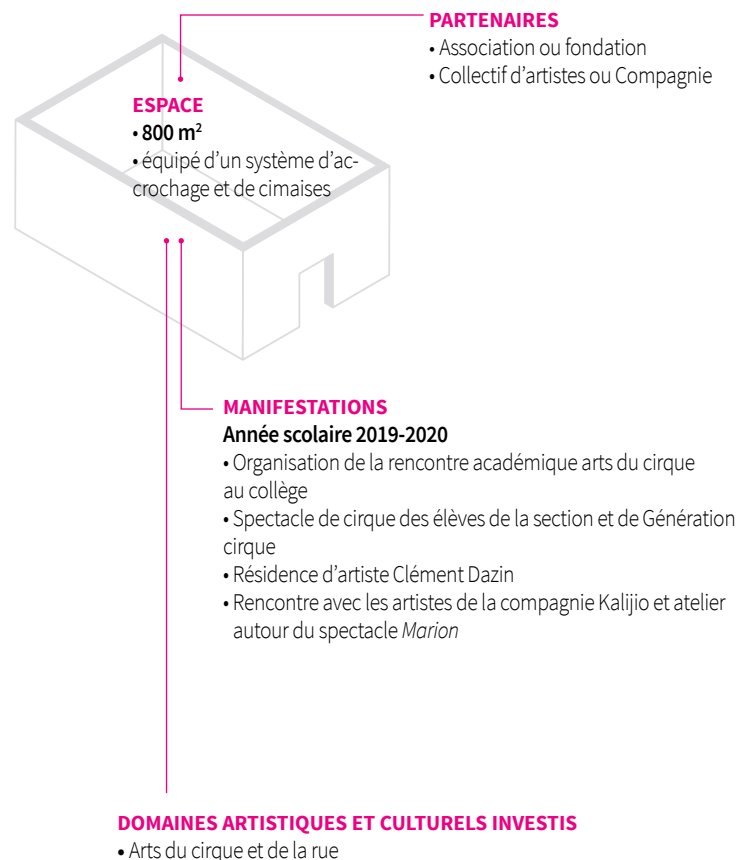 PARTENAIRES
• Association ou fondation
• Collectif d'artistes ou Compagnie
ESPACE
• 800 m²
• équipé d'un système d'ac-
crochage et de cimaises
MANIFESTATIONS
Année scolaire 2019-2020
• Organisation de la rencontre académique arts du cirque
au collège
• Spectacle de cirque des élèves de la section et de Génération
cirque
• Résidence d'artiste Clément Dazin
• Rencontre avec les artistes de la compagnie Kalijio et atelier
autour du spectacle Marion
DOMAINES ARTISTIQUES ET CULTURELS INVESTIS
• Arts du cirque et de la rue